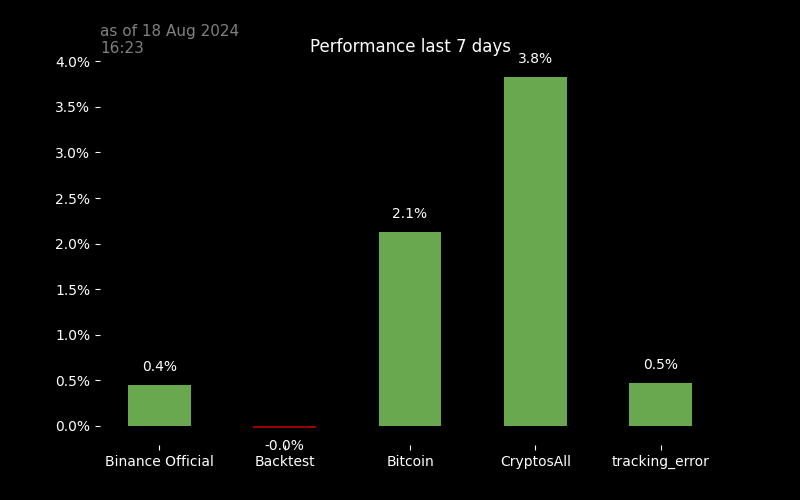 as of 18 Aug 2024
16:23
Performance last 7 days
4.0%
3.5%
3.0%
2.5%
2.0%
1.5%
1.0%
0.5%
0.0%
0.4%
-0.0%
2.1%
3.8%
0.5%
Binance Official
Backtest
Bitcoin
CryptosAll
tracking_error